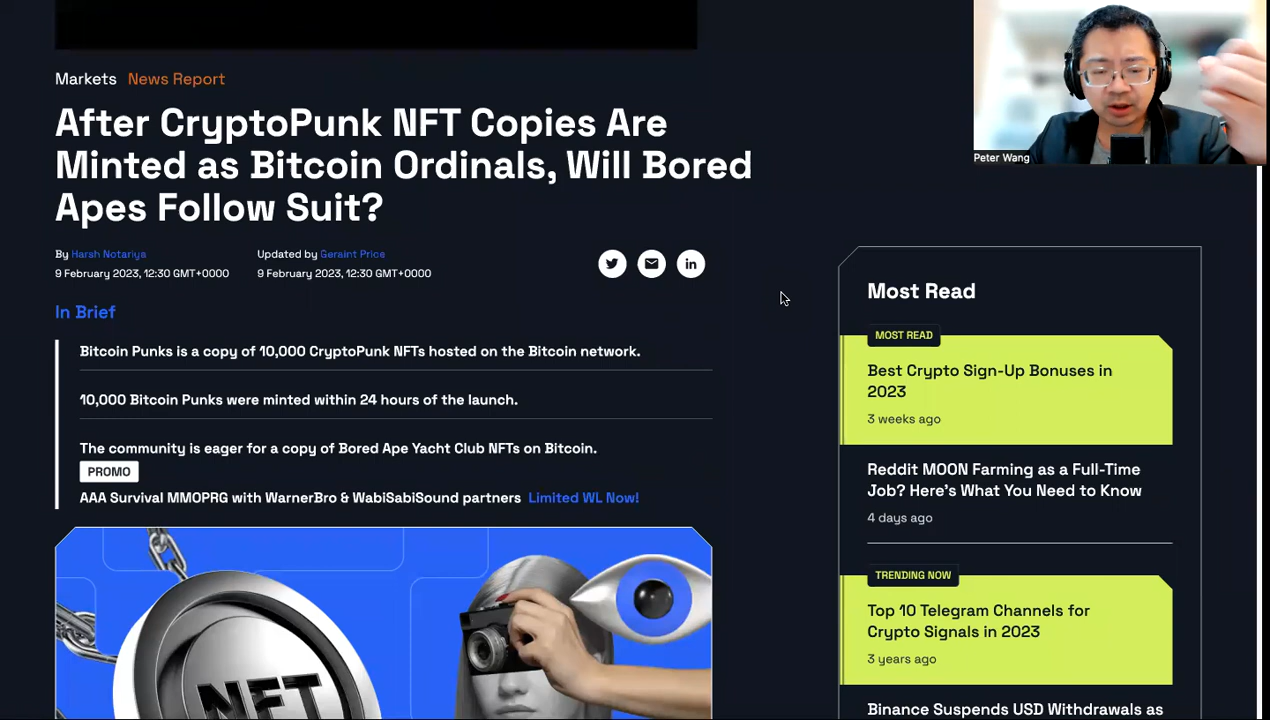 Markets News Report
After CryptoPunk NFT Copies Are
Minted as Bitcoin Ordinals, Will Bored
Apes Follow Suit?
By Harsh Notariya
9 February 2023, 12:30 GMT+0000
Updated by Geraint Price
9 February 2023, 12:30 GMT+0000
in
In Brief
Bitcoin Punks is a copy of 10,000 CryptoPunk NFTs hosted on the Bitcoin network.
10,000 Bitcoin Punks were minted within 24 hours of the launch.
The community is eager for a copy of Bored Ape Yacht Club NFTs on Bitcoin.
PROMO
AAA Survival MMOPRG with WarnerBro & WabiSabiSound partners Limited WL Now!
NFT
Peter Wang
Most Read
MOST READ
Best Crypto Sign-Up Bonuses in
2023
3 weeks ago
Reddit MOON Farming as a Full-Time
Job? Here's What You Need to Know
4 days ago
TRENDING NOW
Top 10 Telegram Channels for
Crypto Signals in 2023
3 years ago
Binance Suspends USD Withdrawals as